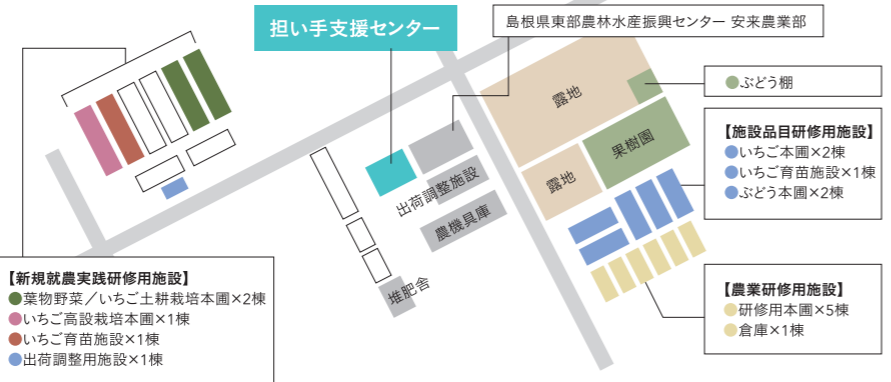 担い手支援センター
島根県東部農林水産振興センター 安来農業部
露地
●ぶどう棚
果樹園
露地
出荷調整施設
農機具庫
堆肥舎
【施設品目研修用施設】
●いちご本圃×2棟
●いちご育苗施設×1棟
●ぶどう本圃×2棟
【農業研修用施設】
●研修用本圃×5棟
●倉庫×1棟
【新規就農実践研修用施設】
●葉物野菜／いちご土耕栽培本圃×2棟
●いちご高設栽培本圃×1棟
●いちご育苗施設×1棟
●出荷調整用施設×1棟